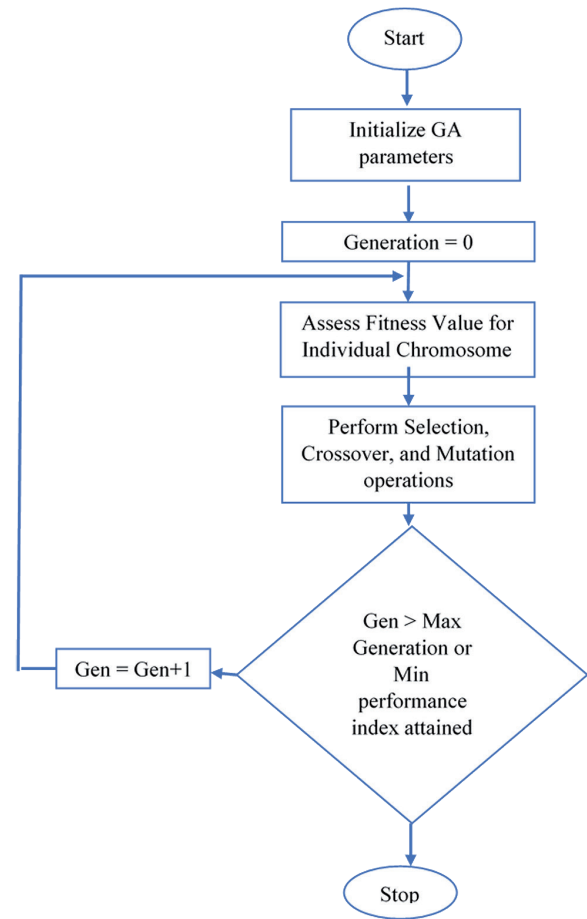 Start
Initialize GA
parameters
Generation = 0
Assess Fitness Value for
Individual Chromosome
Perform Selection,
Crossover, and Mutation
operations
Gen > Max
Generation or
Min
performance
index attained
Gen = Gen+1
Stop